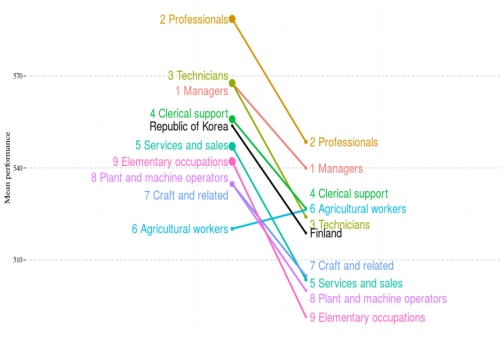 2 Professionals
570
3 Technicians
1 Managers
4 Clerical support
Republic of Korea
5 Services and sales
2 Professionals
Mean performance
540
9 Elementary occupations
1 Managers
8 Plant and machine operators
7 Craft and related
4 Clerical support
6 Agricultural workers
6 Agricultural workers
3 Technicians
Finland
510
7 Craft and related
5 Services and sales
8 Plant and machine operators
9 Elementary occupations